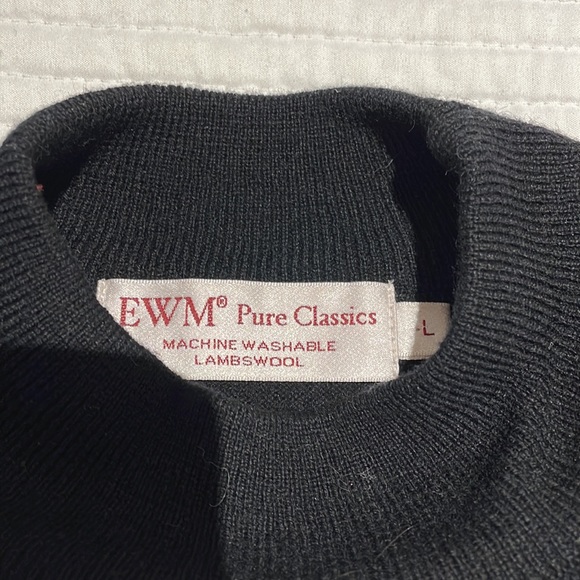 EWM® Pure Classics
MACHINE WASHABLE
LAMBSWOOL
L